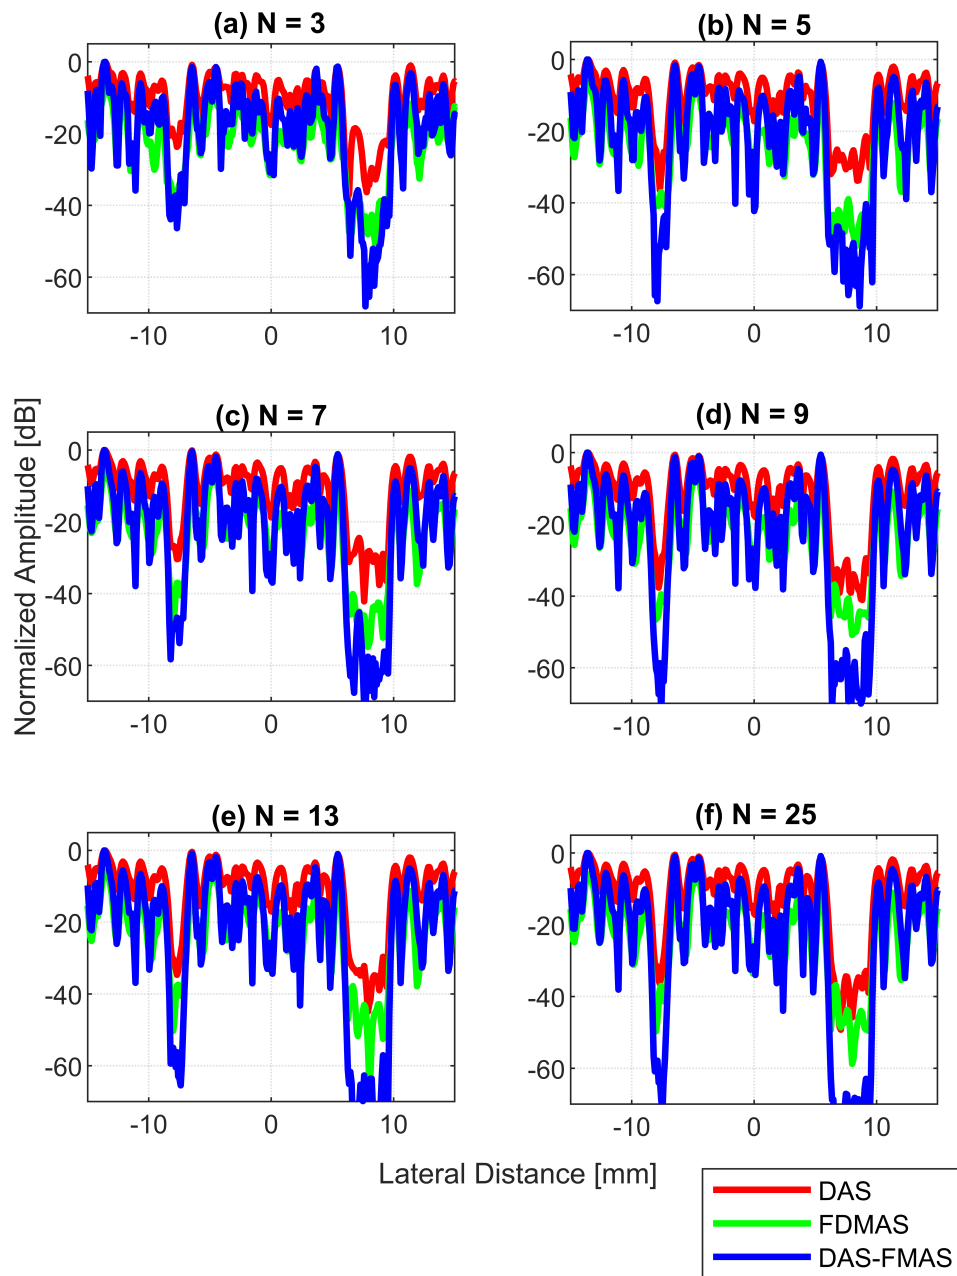 (a) N = 3
0
-20
-40
-60
-10 0 10
(b) N = 5
0
-20
-40
-60
-10 0 10
Normalized Amplitude [dB]
(c) N = 7
0
-20
-40
-60
-10 0 10
(d) N = 9
0
-20
-40
-60
-10 0 10
(e) N = 13
0
-20
-40
-60
-10 0 10
(f) N = 25
0
-20
-40
-60
-10 0 10
Lateral Distance [mm]
DAS
FDMAS
DAS-FMAS